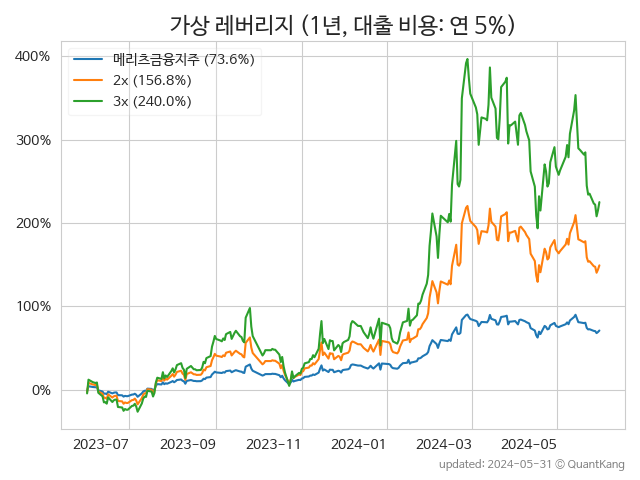 가상 레버리지 (1년, 대출 비용: 연 5%)
400%
300%
200%
100%
0%
메리츠금융지주 (73.6%)
2x (156.8%)
3x (240.0%)
2023-07 2023-09 2023-11 2024-01 2024-03 2024-05
updated: 2024-05-31 © QuantKang